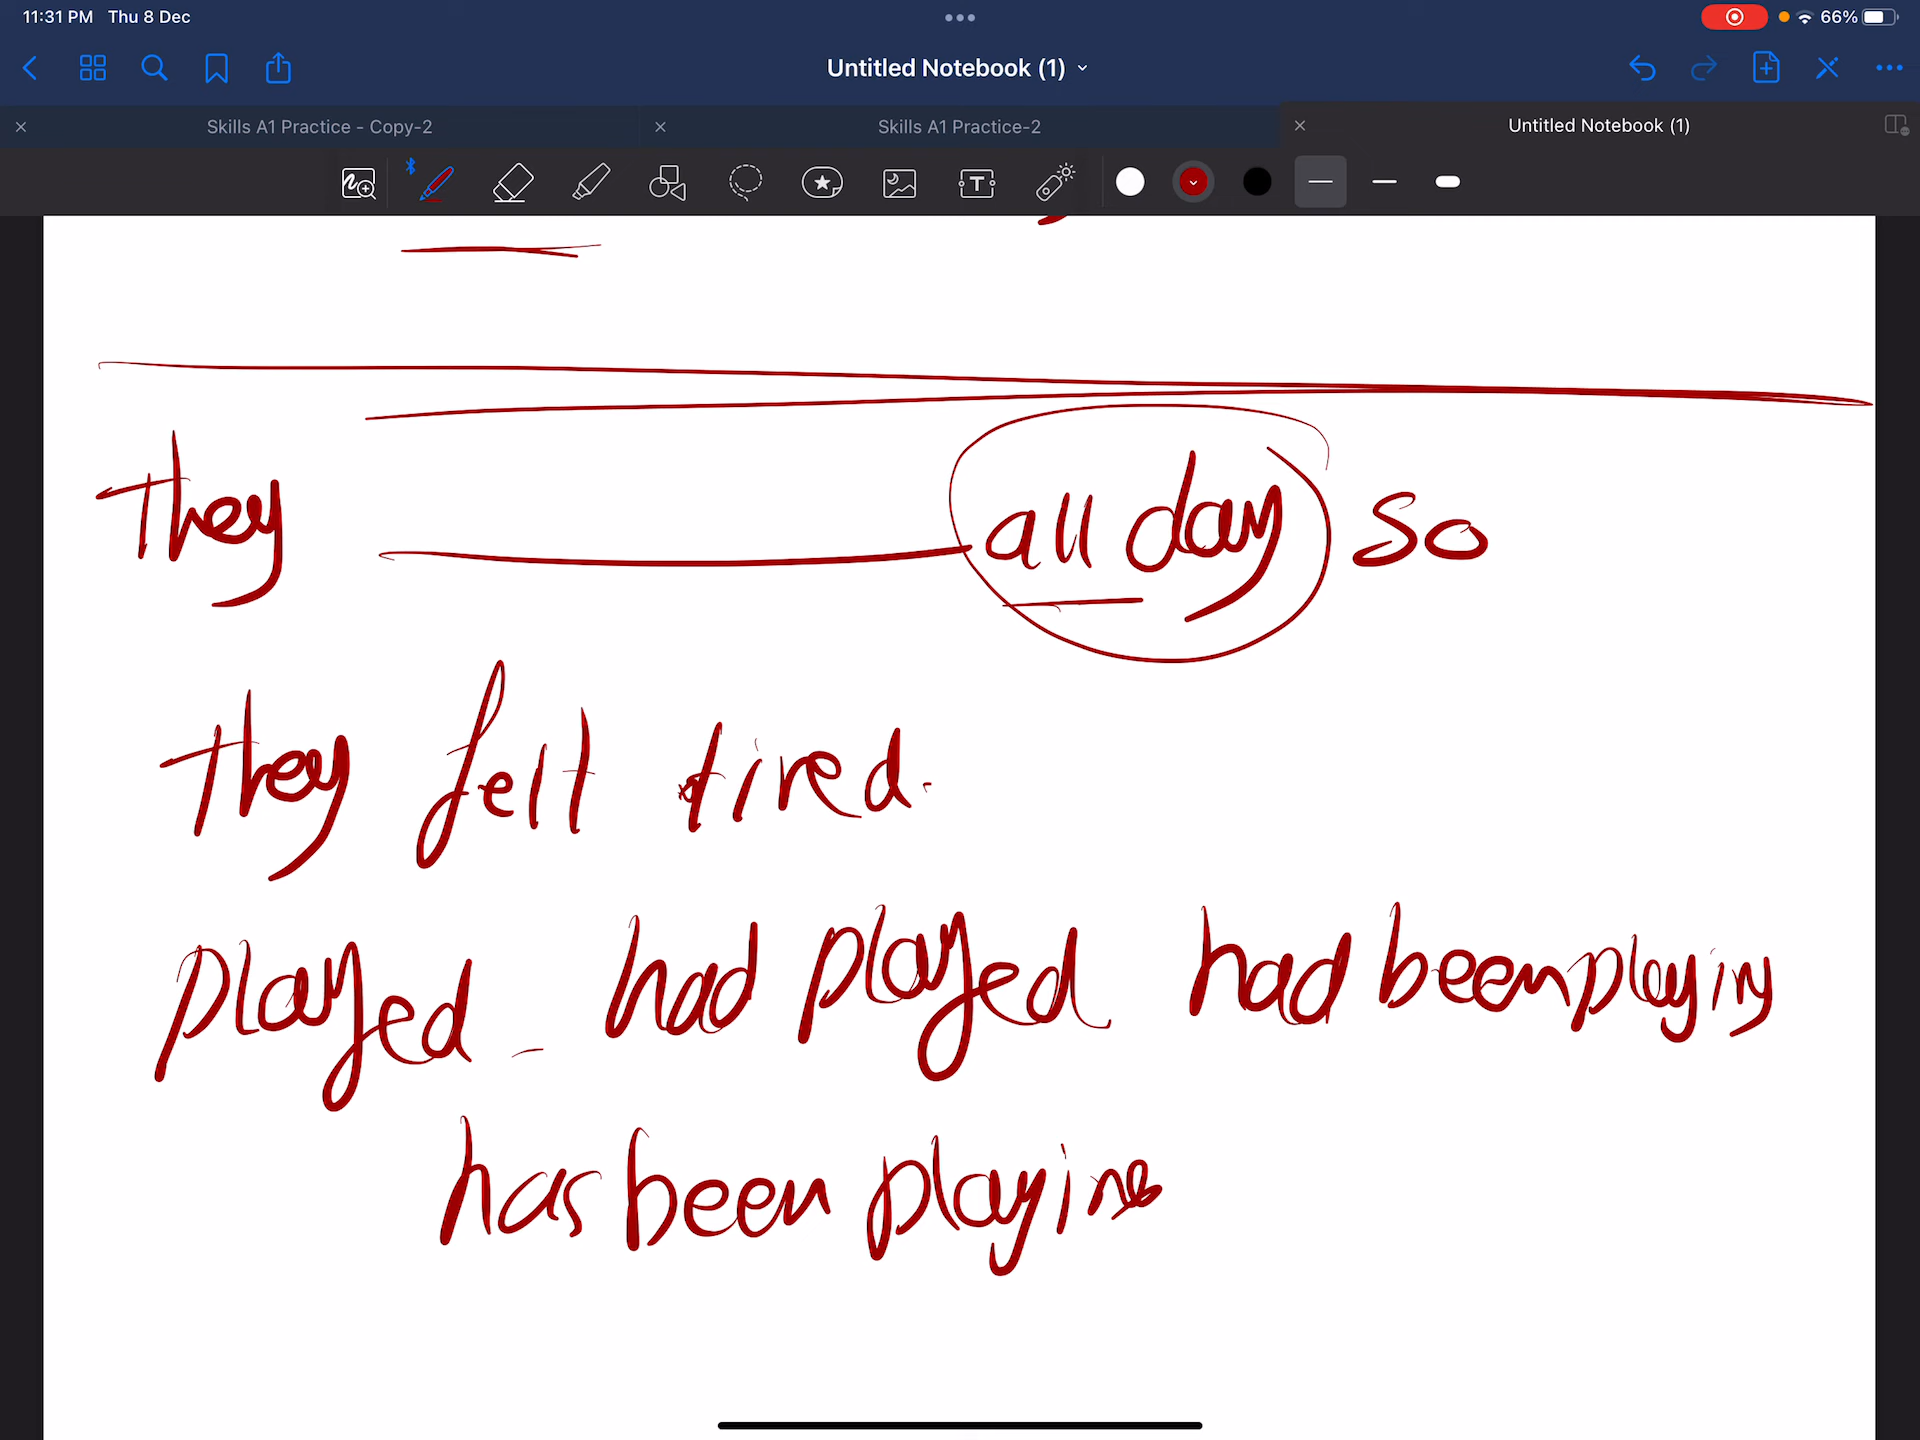 11:31 PM Thu 8 Dec 66%
Untitled Notebook (1)
Skills A1 Practice - Copy-2 Skills A1 Practice-2 Untitled Notebook (1)
They all day so
They felt tired.
played - had played had been playing
has been playing